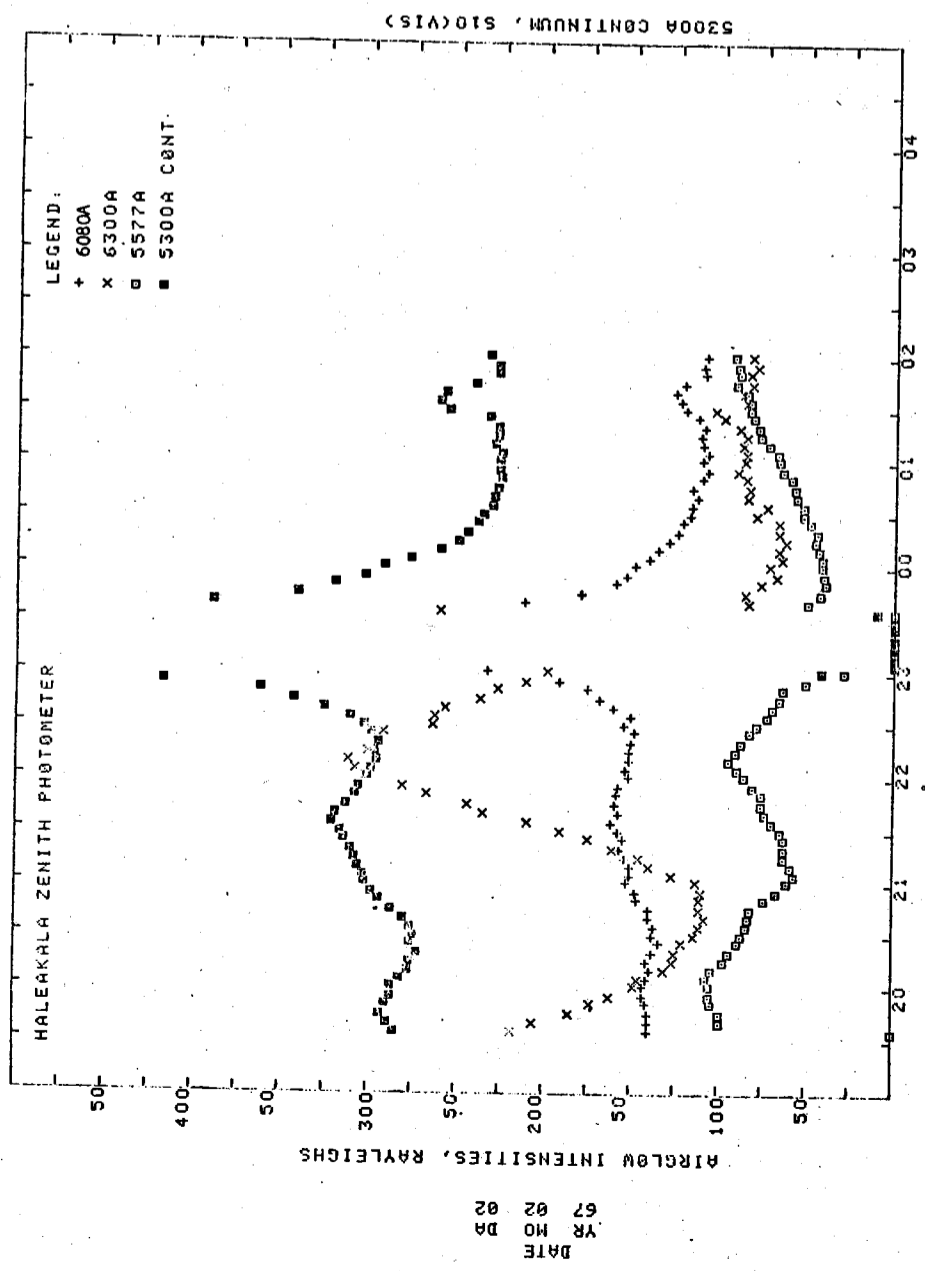 HALEAKALA ZENITH PHOTOMETER
LEGEND:
+ 6080A
× 6300A
5577A
5300A CONT.
5300A CONTINUUM, S10(VIS)
AIRGLOW INTENSITIES, RAYLEIGHS
50
400
50
300
50
200
50
100
50
20 21 22 23 00 01 02 03 04
DATE
YR MO DA
67 02 02